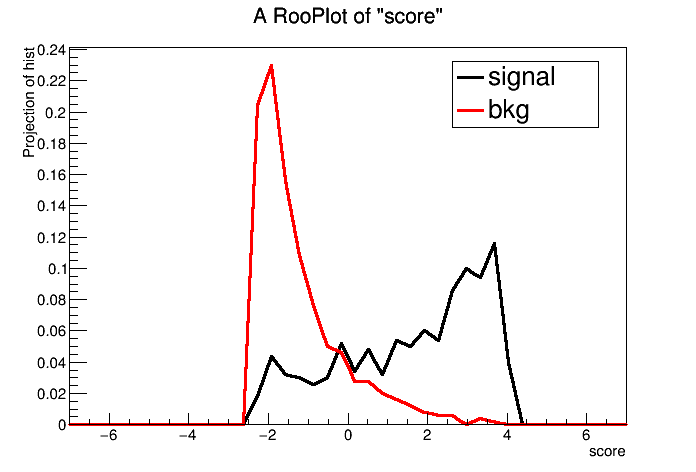 A RooPlot of "score"
Projection of hist
0.24
0.22
0.2
0.18
0.16
0.14
0.12
0.1
0.08
0.06
0.04
0.02
0
signal
bkg
−6 −4 −2 0 2 4 6
score